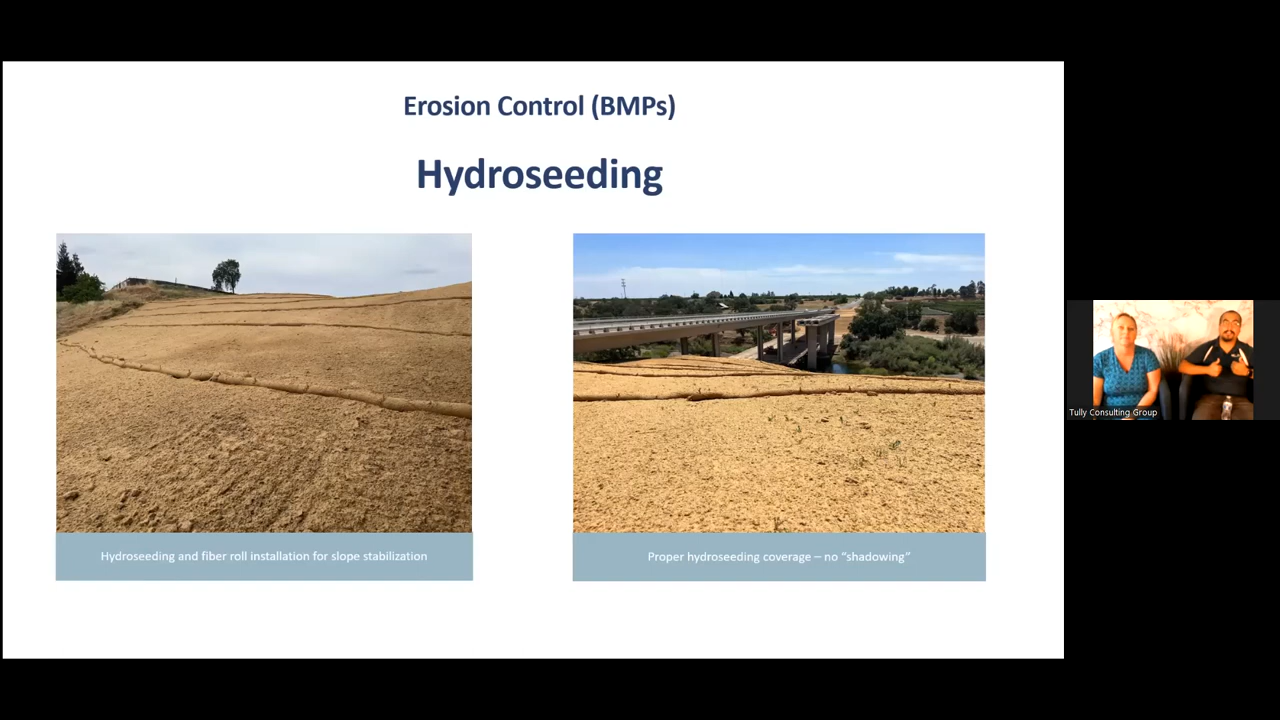 Erosion Control (BMPs)
Hydroseeding
Hydroseeding and fiber roll installation for slope stabilization
Proper hydroseeding coverage – no “shadowing”
Tully Consulting Group